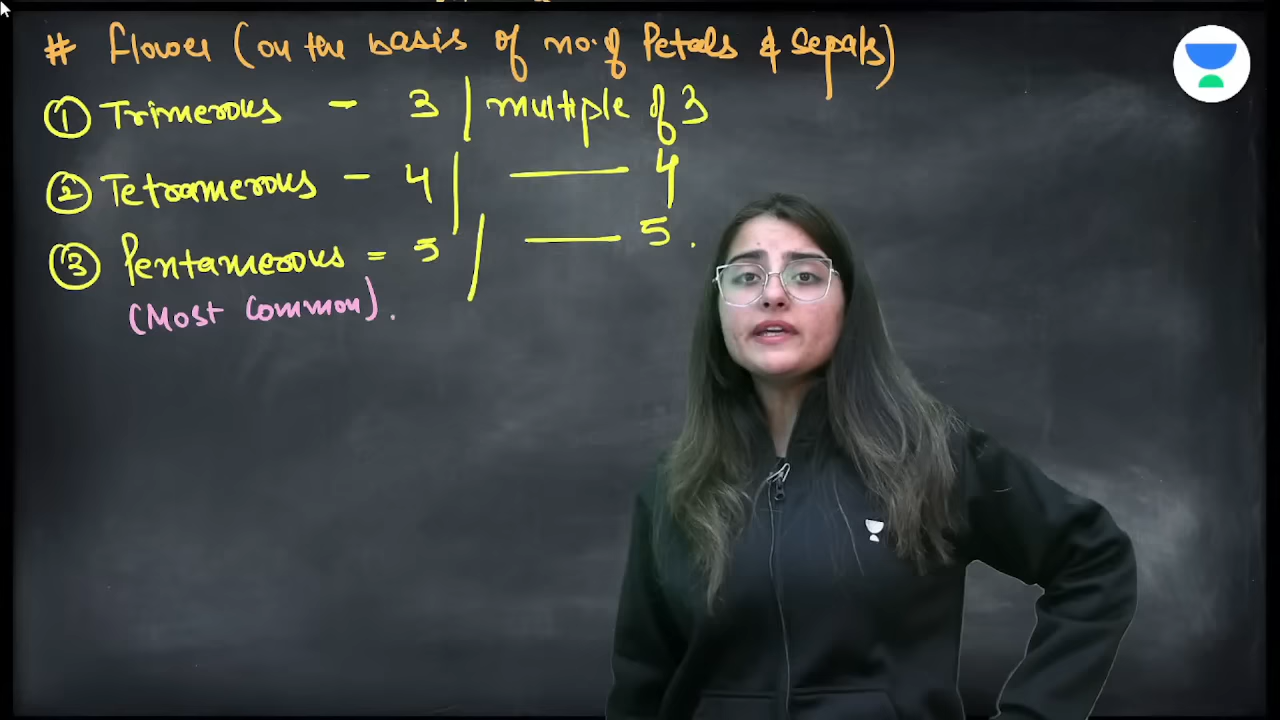 # flower (on the basis of no. of Petals & Sepals)
① Trimerous - 3 | multiple of 3
② Tetramerous - 4 | —— 4
③ Pentamerous = 5 / —— 5.
(Most Common).